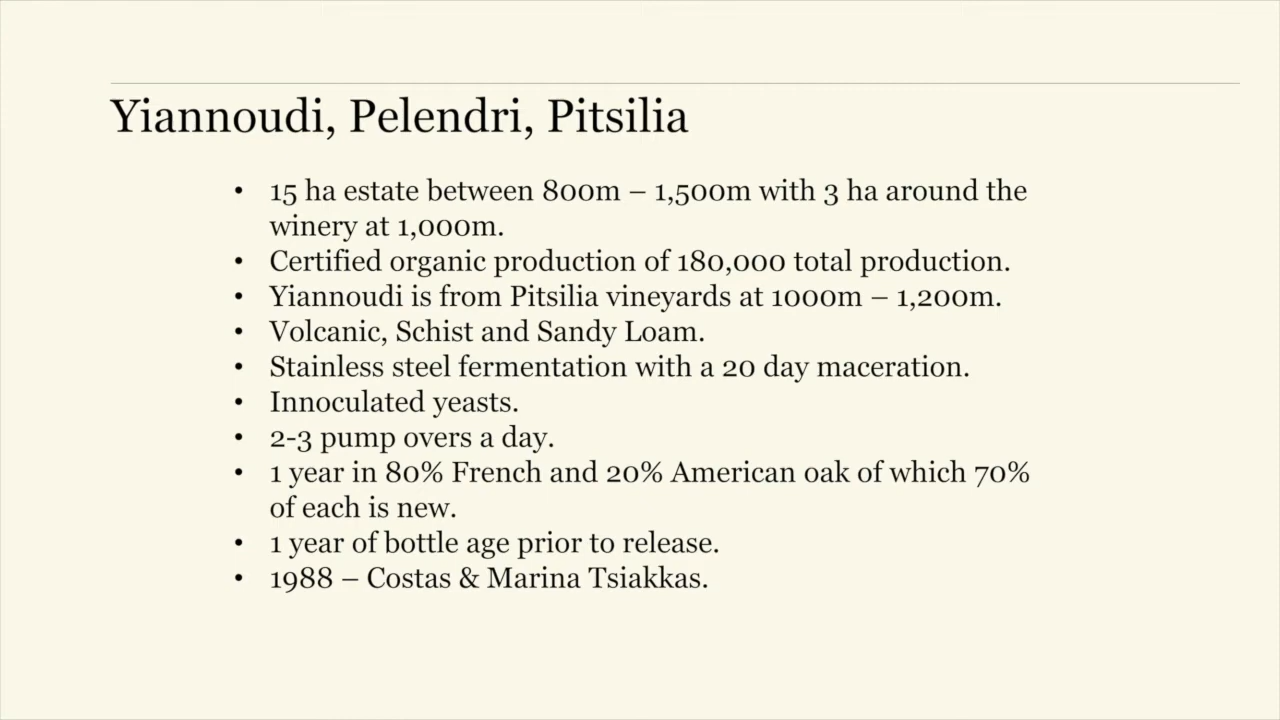 Yiannoudi, Pelendri, Pitsilia
• 15 ha estate between 800m – 1,500m with 3 ha around the
winery at 1,000m.
• Certified organic production of 180,000 total production.
• Yiannoudi is from Pitsilia vineyards at 1000m – 1,200m.
• Volcanic, Schist and Sandy Loam.
• Stainless steel fermentation with a 20 day maceration.
• Innoculated yeasts.
• 2-3 pump overs a day.
• 1 year in 80% French and 20% American oak of which 70%
of each is new.
• 1 year of bottle age prior to release.
• 1988 – Costas & Marina Tsiakkas.